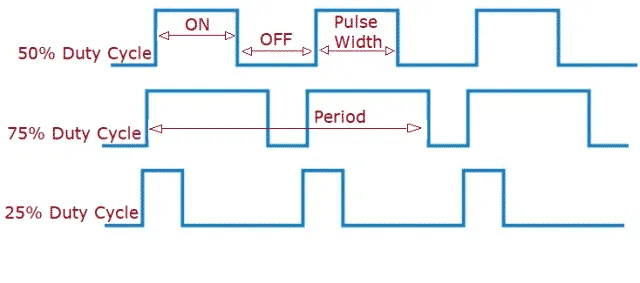 ON
OFF
Pulse
Width
50% Duty Cycle
Period
75% Duty Cycle
25% Duty Cycle